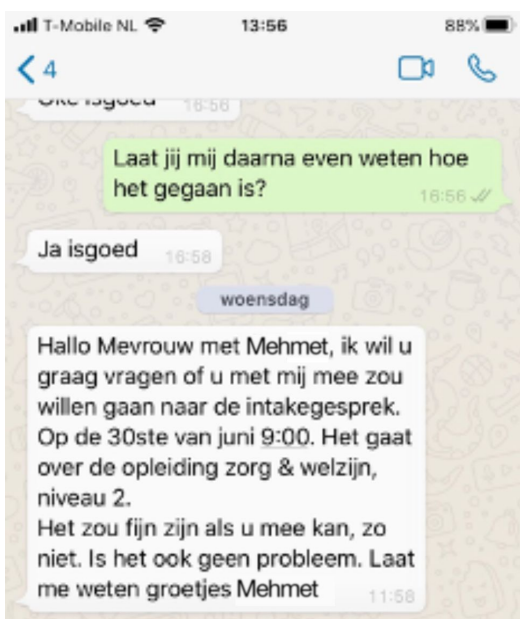 T-Mobile NL 13:56 88%
4
Oke isgoed 16:56
Laat jij mij daarna even weten hoe
het gegaan is? 16:56
Ja isgoed 16:58
woensdag
Hallo Mevrouw met Mehmet, ik wil u
graag vragen of u met mij mee zou
willen gaan naar de intakegesprek.
Op de 30ste van juni 9:00. Het gaat
over de opleiding zorg & welzijn,
niveau 2.
Het zou fijn zijn als u mee kan, zo
niet. Is het ook geen probleem. Laat
me weten groetjes Mehmet 11:58